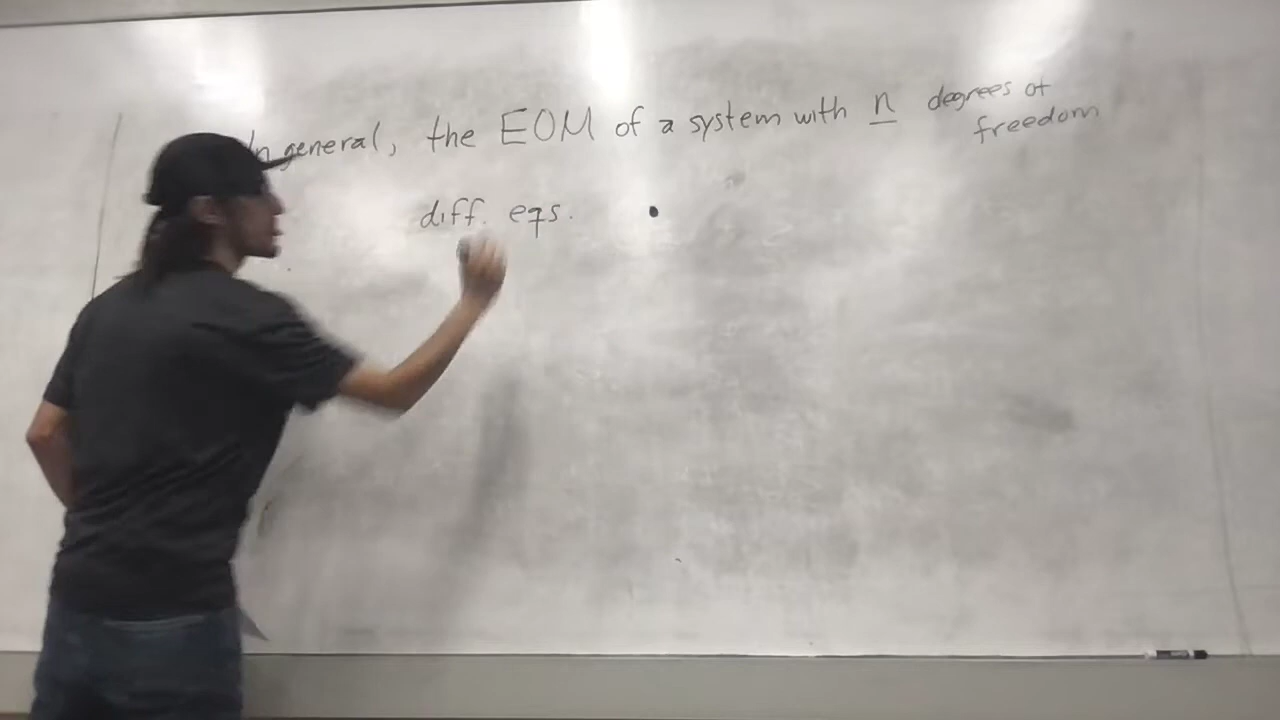 In general, the EOM of a system with n degrees of freedom
diff. eqs.